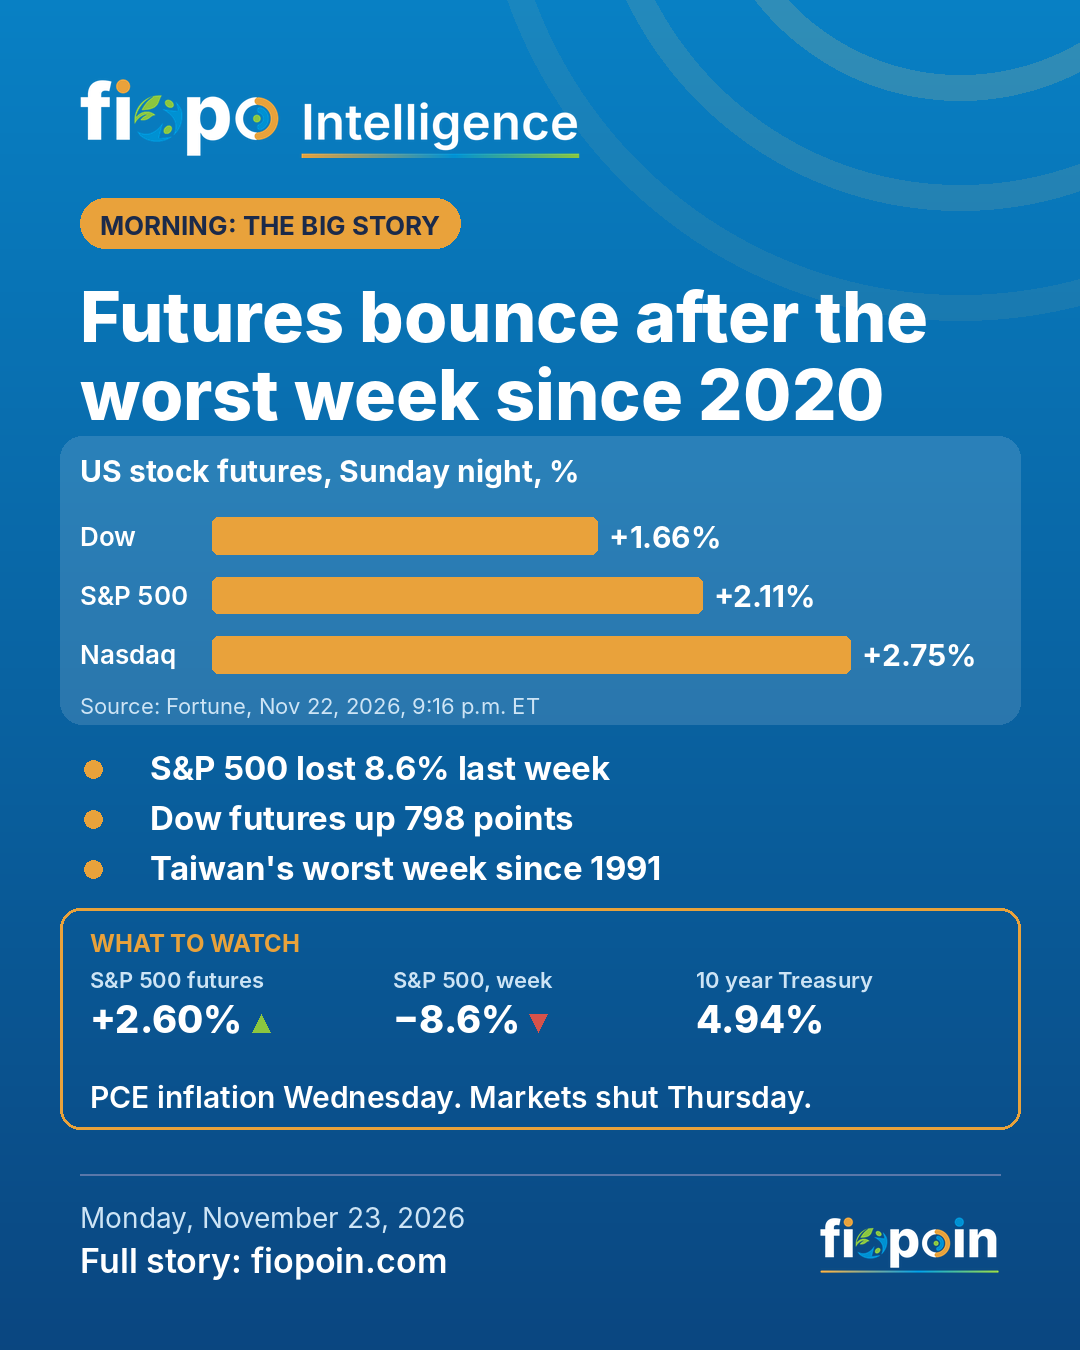 fiopo Intelligence
MORNING: THE BIG STORY
Futures bounce after the
worst week since 2020
US stock futures, Sunday night, %
Dow +1.66%
S&P 500 +2.11%
Nasdaq +2.75%
Source: Fortune, Nov 22, 2026, 9:16 p.m. ET
S&P 500 lost 8.6% last week
Dow futures up 798 points
Taiwan's worst week since 1991
WHAT TO WATCH
S&P 500 futures S&P 500, week 10 year Treasury
+2.60% ▲ −8.6% ▼ 4.94%
PCE inflation Wednesday. Markets shut Thursday.
Monday, November 23, 2026
Full story: fiopoin.com
fiopoin